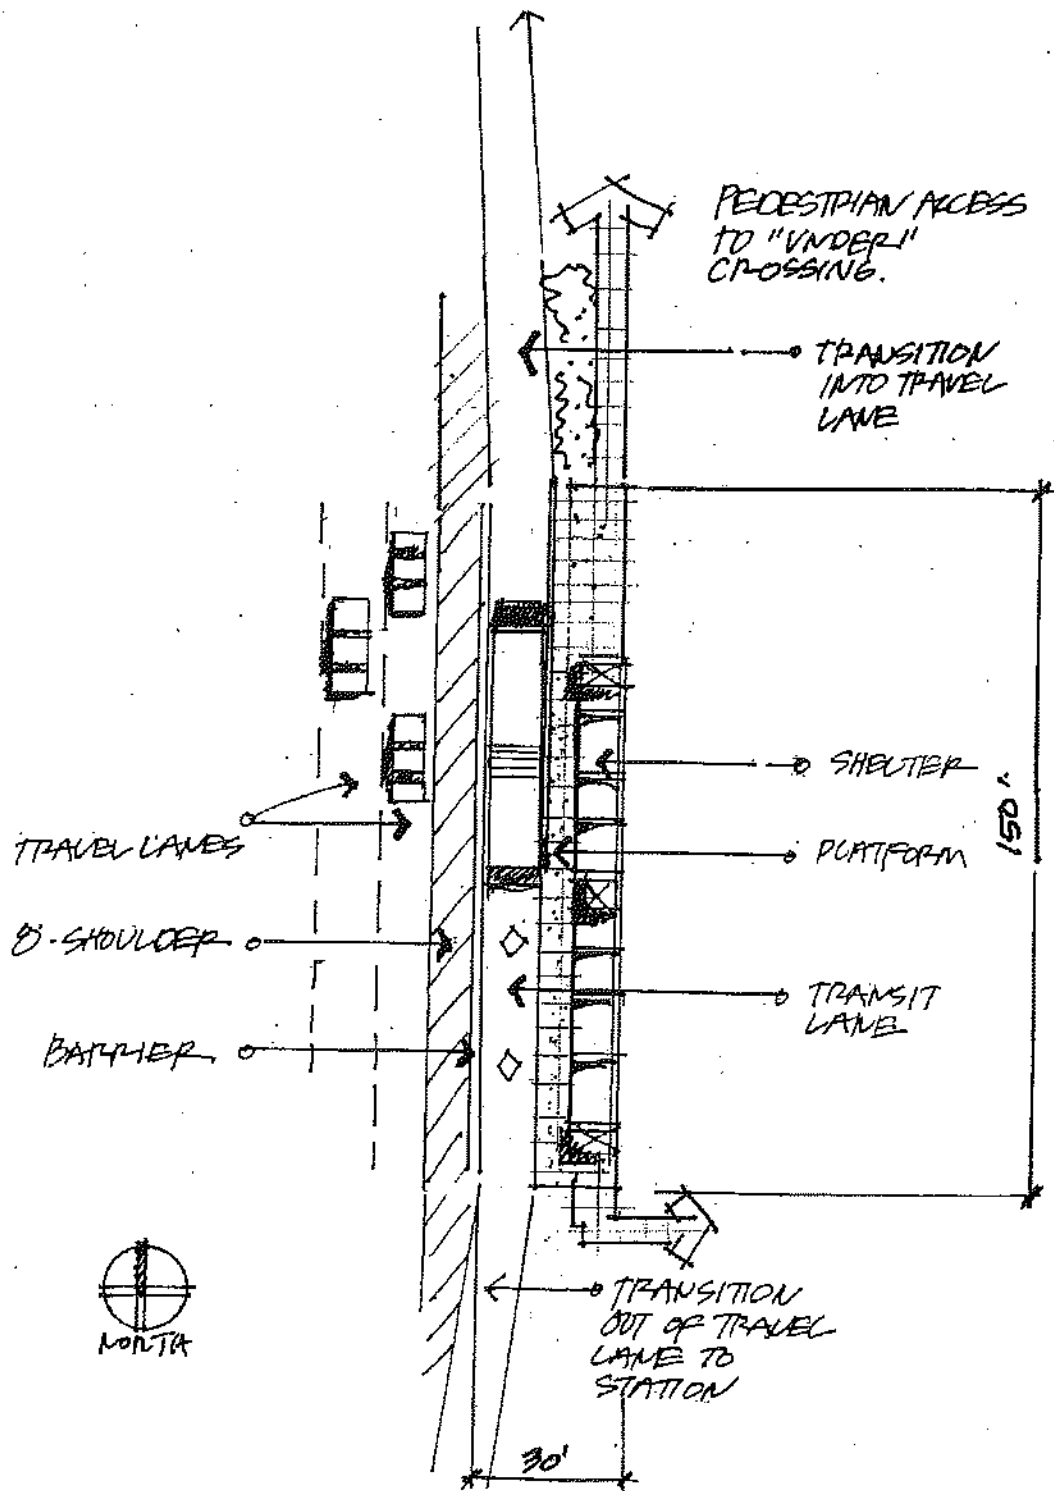 PEDESTRIAN ACCESS
TO "UNDER"
CROSSING.
TRANSITION
INTO TRAVEL
LANE
SHELTER
150'
TRAVEL LANES
PLATFORM
8'-SHOULDER
TRANSIT
LANE
BARRIER
NORTH
TRANSITION
OUT OF TRAVEL
LANE TO
STATION
30'